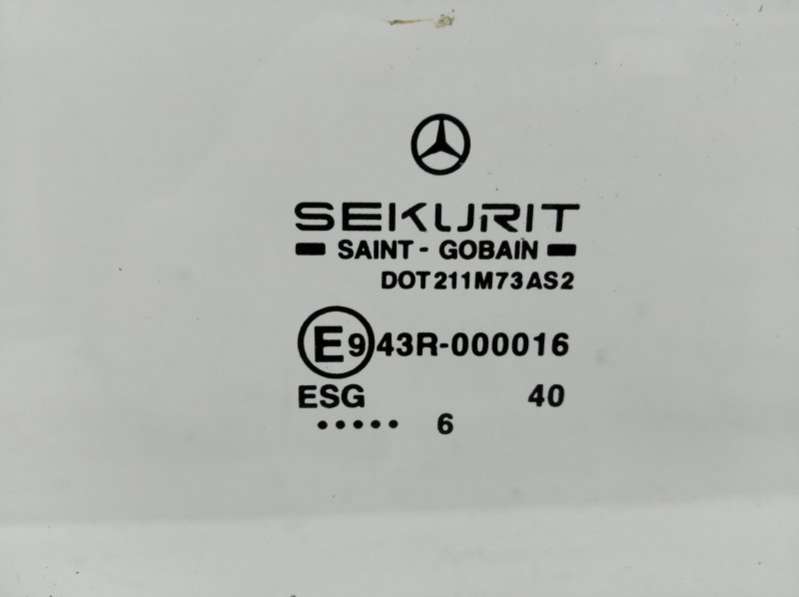 SEKURIT
SAINT - GOBAIN
DOT211M73AS2
E9 43R-000016
ESG 40
••••• 6